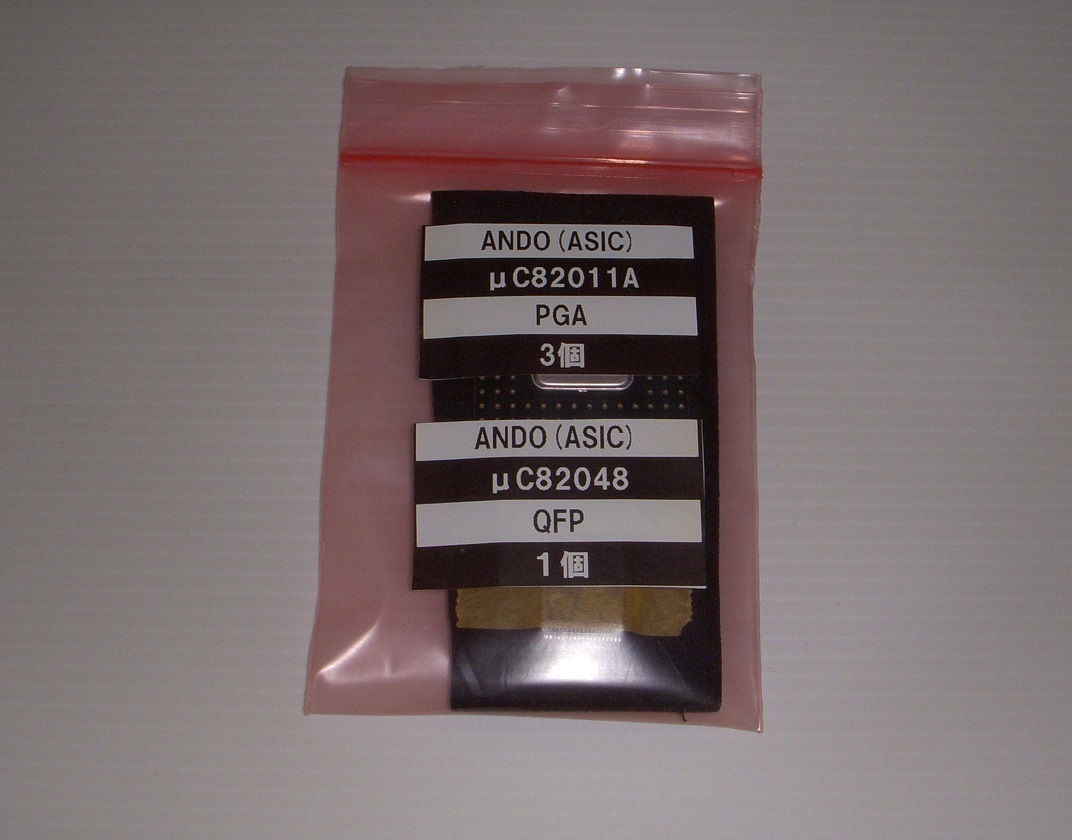 ANDO (ASIC)
μC82011A
PGA
3個
ANDO (ASIC)
μC82048
QFP
1個